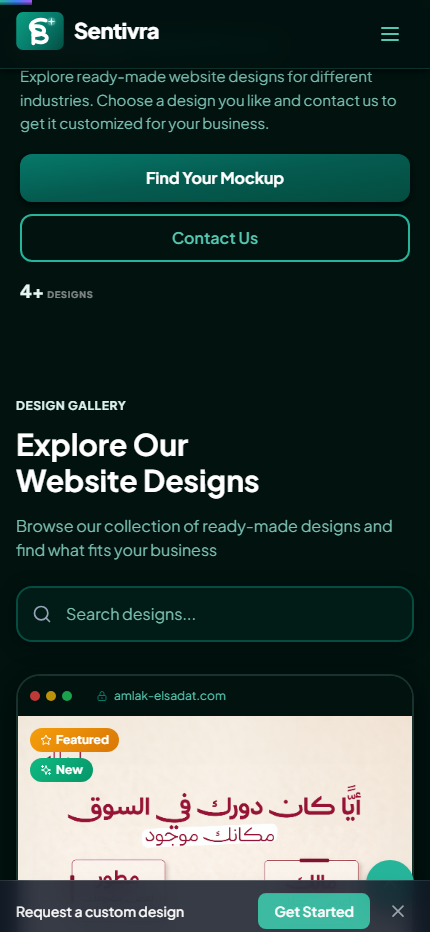 Sentivra
Explore ready-made website designs for different
industries. Choose a design you like and contact us to
get it customized for your business.
Find Your Mockup
Contact Us
4+ DESIGNS
DESIGN GALLERY
Explore Our
Website Designs
Browse our collection of ready-made designs and
find what fits your business
Search designs...
amlak-elsadat.com
Featured
New
أيًّا كان دورك في السوق
مكانك موجود
Request a custom design
Get Started